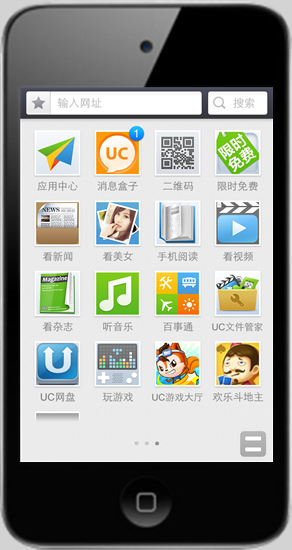 输入网址 搜索
UC 1 限时免费
应用中心 消息盒子 二维码 限时免费
NEWS
看新闻 看美女 手机阅读 看视频
Magazine
看杂志 听音乐 百事通 UC文件管家
UC网盘 玩游戏 UC游戏大厅 欢乐斗地主